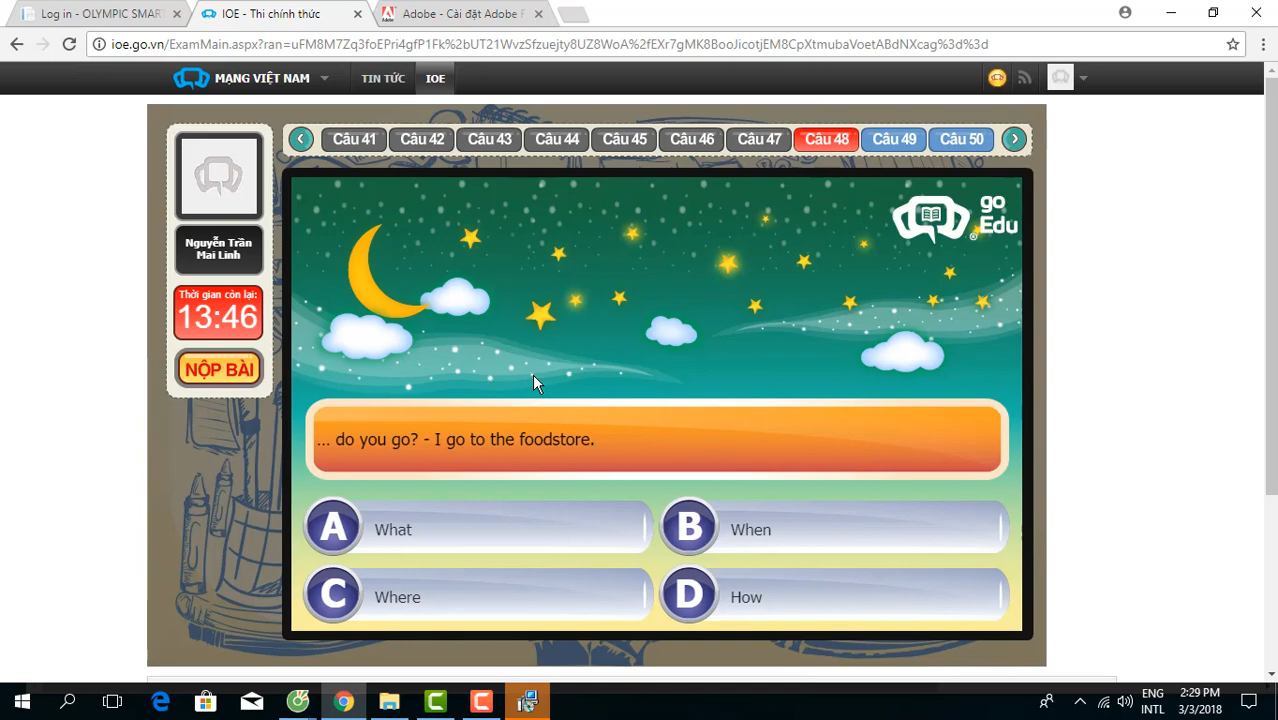 Log in - OLYMPIC SMART
IOE - Thi chính thức
Adobe - Cài đặt Adobe F
ioe.go.vn/ExamMain.aspx?ran=uFM8M7Zq3foEPri4gfP1Fk%2bUT21WvzSfzuejty8UZ8WoA%2fEXr7gMK8BooJicotjEM8CpXtmubaVoetABdNXcag%3d%3d
MẠNG VIỆT NAM
TIN TỨC
IOE
Câu 41
Câu 42
Câu 43
Câu 44
Câu 45
Câu 46
Câu 47
Câu 48
Câu 49
Câu 50
go
Edu
Nguyễn Trần
Mai Linh
Thời gian còn lại:
13:46
NỘP BÀI
... do you go? - I go to the foodstore.
A What
B When
C Where
D How
ENG
INTL
2:29 PM
3/3/2018